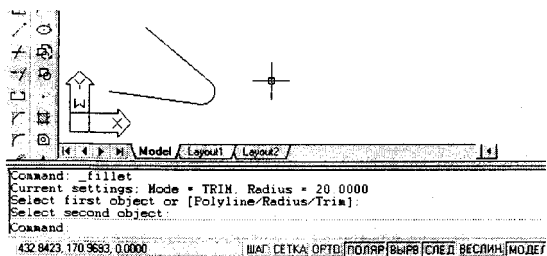 Y
W
X
Model Layout1 Layout2
Command: _fillet
Current settings: Mode = TRIM, Radius = 20.0000
Select first object or [Polyline/Radius/Trim]:
Select second object:
Command:
432.8423, 170.9693, 0.0000 ШАГ СЕТКА ОРТО ПОЛЯР ВЫРВ СЛЕД ВЕСЛИН МОДЕЛ